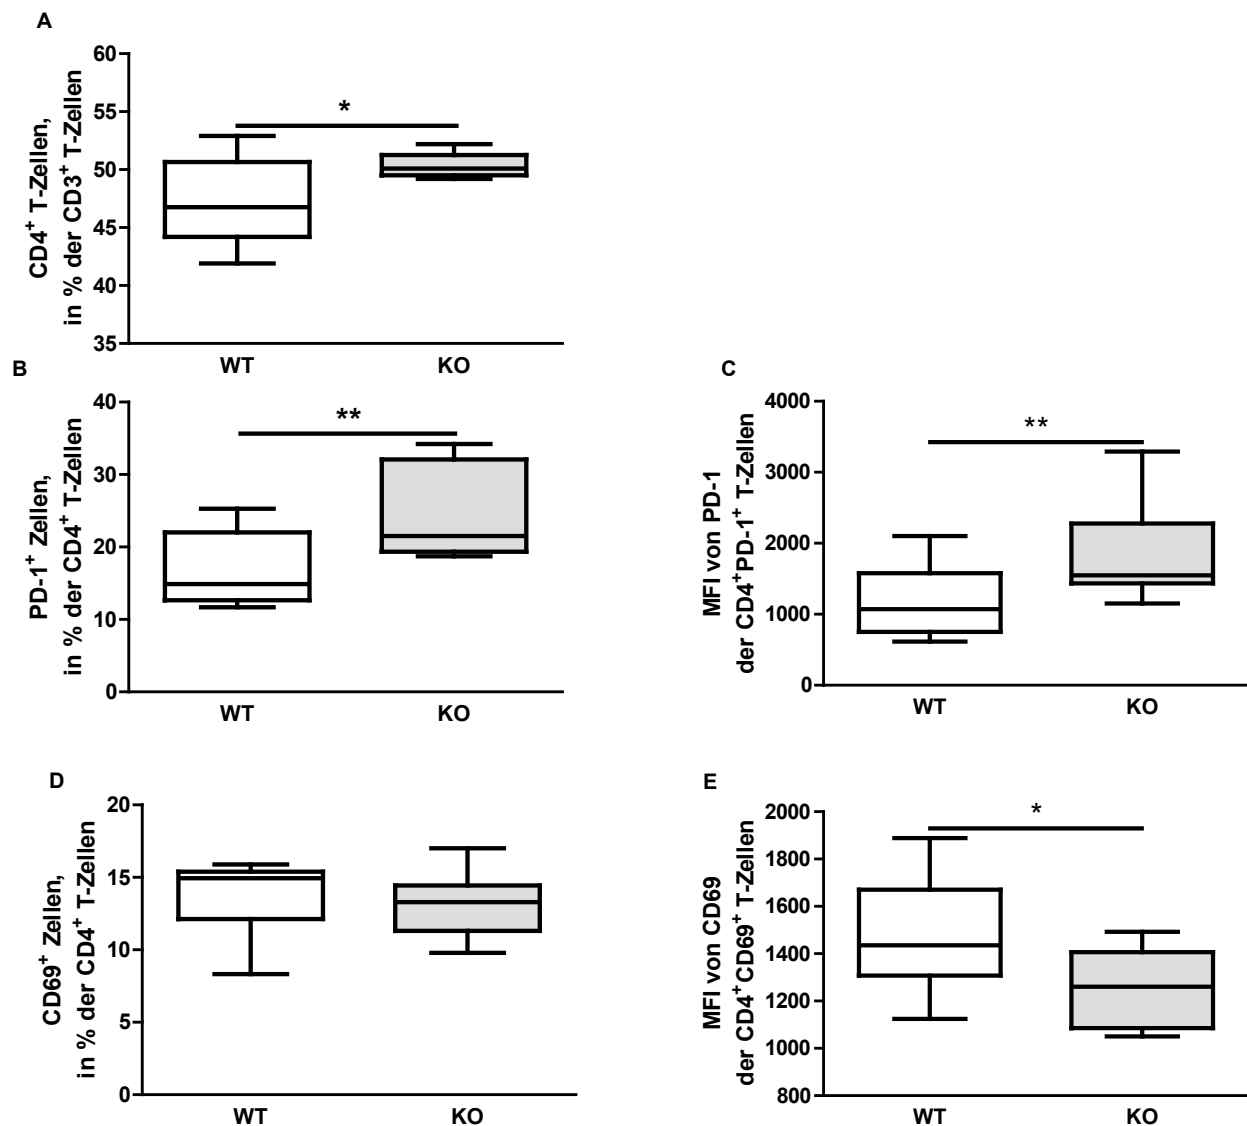 A
CD4+ T-Zellen,
in % der CD3+ T-Zellen
60
55
50
45
40
35
*
WT KO
B
PD-1+ Zellen,
in % der CD4+ T-Zellen
40
30
20
10
0
**
WT KO
C
MFI von PD-1
der CD4+PD-1+ T-Zellen
4000
3000
2000
1000
0
**
WT KO
D
CD69+ Zellen,
in % der CD4+ T-Zellen
20
15
10
5
0
WT KO
E
MFI von CD69
der CD4+CD69+ T-Zellen
2000
1800
1600
1400
1200
1000
800
*
WT KO